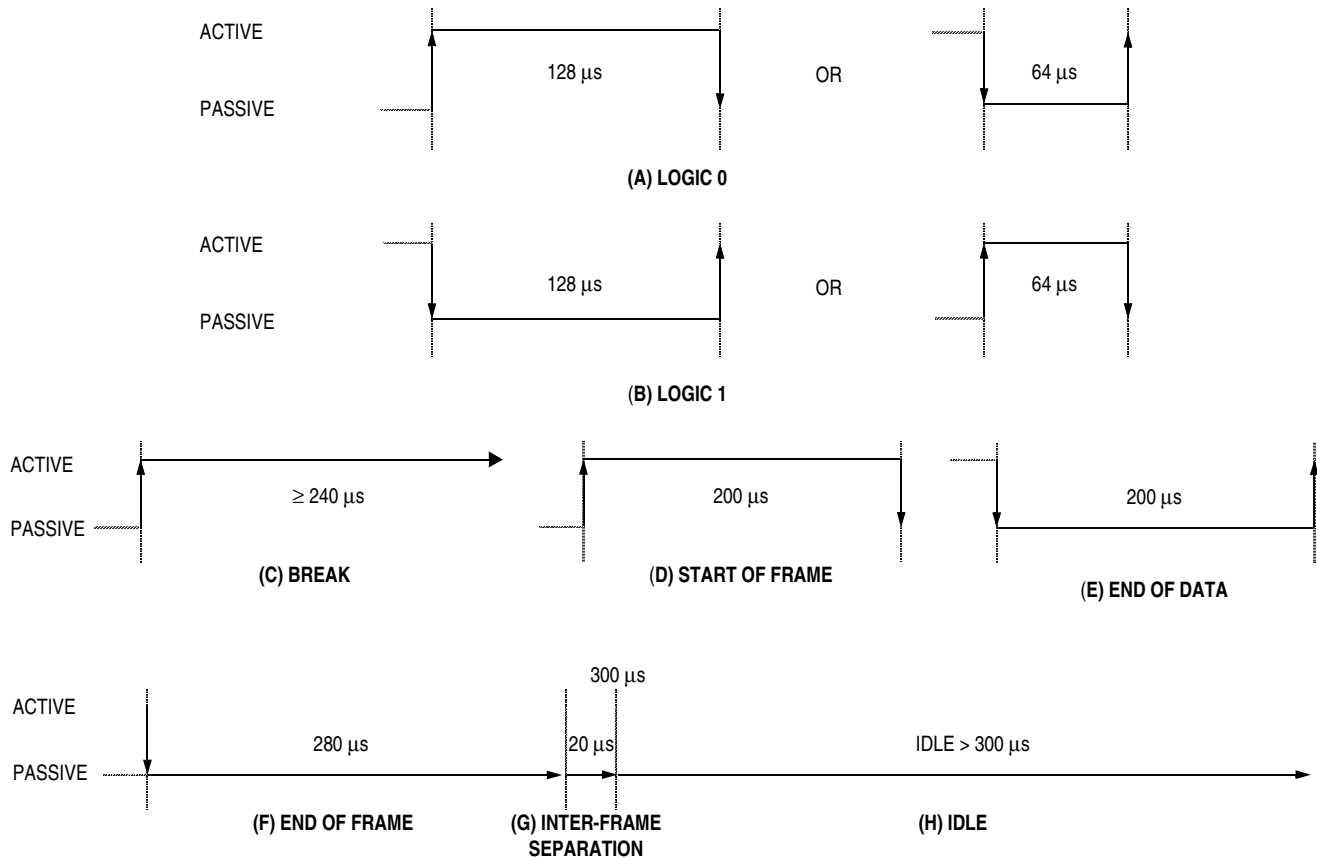 ACTIVE
128 μs
OR
64 μs
PASSIVE
(A) LOGIC 0
ACTIVE
128 μs
OR
64 μs
PASSIVE
(B) LOGIC 1
ACTIVE
≥ 240 μs
200 μs
200 μs
PASSIVE
(C) BREAK
(D) START OF FRAME
(E) END OF DATA
300 μs
ACTIVE
280 μs
20 μs
IDLE > 300 μs
PASSIVE
(F) END OF FRAME
(G) INTER-FRAME
SEPARATION
(H) IDLE